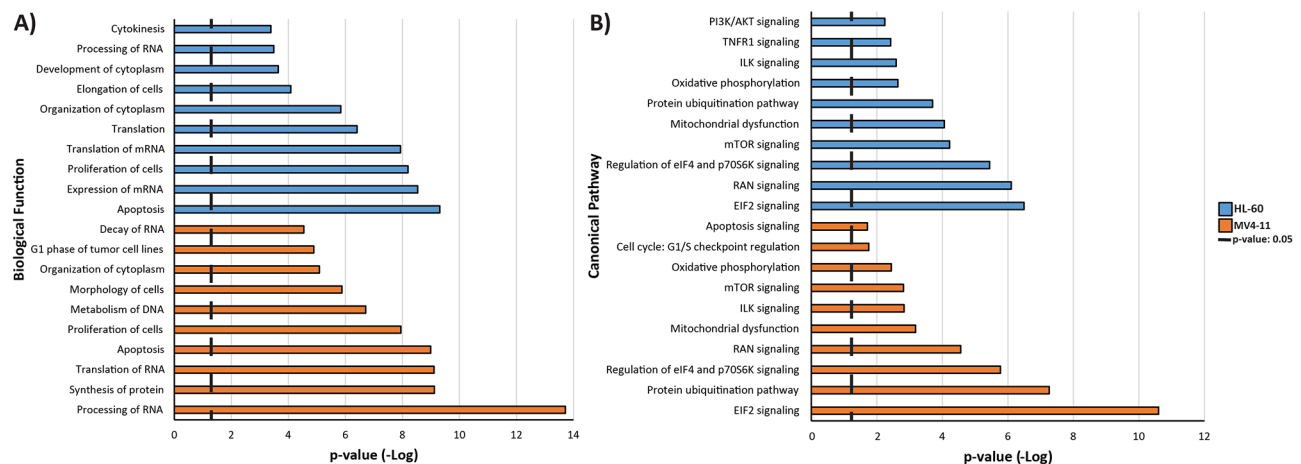 A)
Biological Function
Cytokinesis
Processing of RNA
Development of cytoplasm
Elongation of cells
Organization of cytoplasm
Translation
Translation of mRNA
Proliferation of cells
Expression of mRNA
Apoptosis
Decay of RNA
G1 phase of tumor cell lines
Organization of cytoplasm
Morphology of cells
Metabolism of DNA
Proliferation of cells
Apoptosis
Translation of RNA
Synthesis of protein
Processing of RNA
0 2 4 6 8 10 12 14
p-value (-Log)
B)
Canonical Pathway
PI3K/AKT signaling
TNFR1 signaling
ILK signaling
Oxidative phosphorylation
Protein ubiquitination pathway
Mitochondrial dysfunction
mTOR signaling
Regulation of eIF4 and p70S6K signaling
RAN signaling
EIF2 signaling
Apoptosis signaling
Cell cycle: G1/S checkpoint regulation
Oxidative phosphorylation
mTOR signaling
ILK signaling
Mitochondrial dysfunction
RAN signaling
Regulation of eIF4 and p70S6K signaling
Protein ubiquitination pathway
EIF2 signaling
0 2 4 6 8 10 12
p-value (-Log)
HL-60
MV4-11
p-value: 0.05